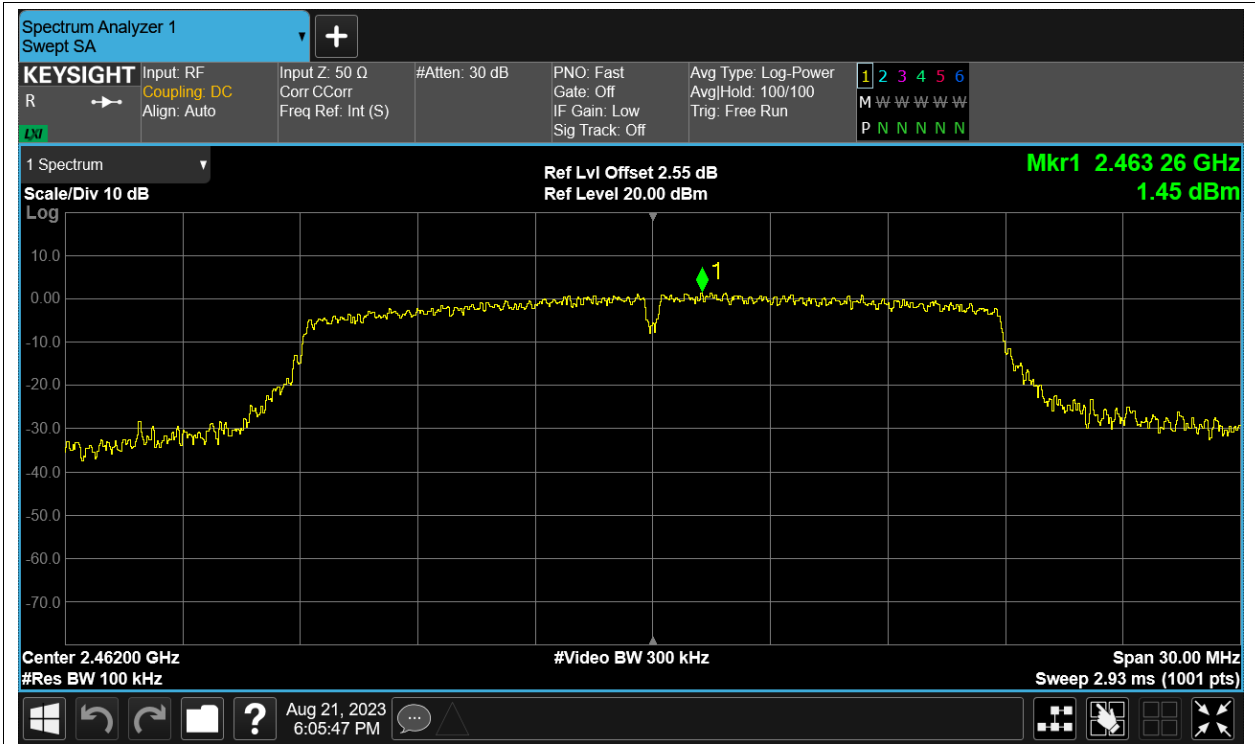 Spectrum Analyzer 1
Swept SA
KEYSIGHT
R
LXI
Input: RF
Coupling: DC
Align: Auto
Input Z: 50 Ω
Corr CCorr
Freq Ref: Int (S)
#Atten: 30 dB
PNO: Fast
Gate: Off
IF Gain: Low
Sig Track: Off
Avg Type: Log-Power
Avg|Hold: 100/100
Trig: Free Run
1 2 3 4 5 6
M W W W W W
P N N N N N
1 Spectrum
Scale/Div 10 dB
Log
Ref Lvl Offset 2.55 dB
Ref Level 20.00 dBm
Mkr1 2.463 26 GHz
1.45 dBm
1
10.0
0.00
-10.0
-20.0
-30.0
-40.0
-50.0
-60.0
-70.0
Center 2.46200 GHz
#Res BW 100 kHz
#Video BW 300 kHz
Span 30.00 MHz
Sweep 2.93 ms (1001 pts)
?
Aug 21, 2023
6:05:47 PM